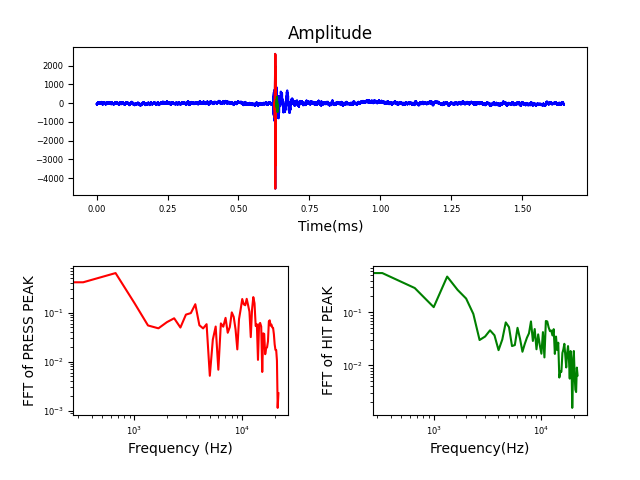 Amplitude
2000
1000
0
−1000
−2000
−3000
−4000
0.00 0.25 0.50 0.75 1.00 1.25 1.50
Time(ms)
FFT of PRESS PEAK
10⁻¹
10⁻²
10⁻³
10³ 10⁴
Frequency (Hz)
FFT of HIT PEAK
10⁻¹
10⁻²
10³ 10⁴
Frequency(Hz)